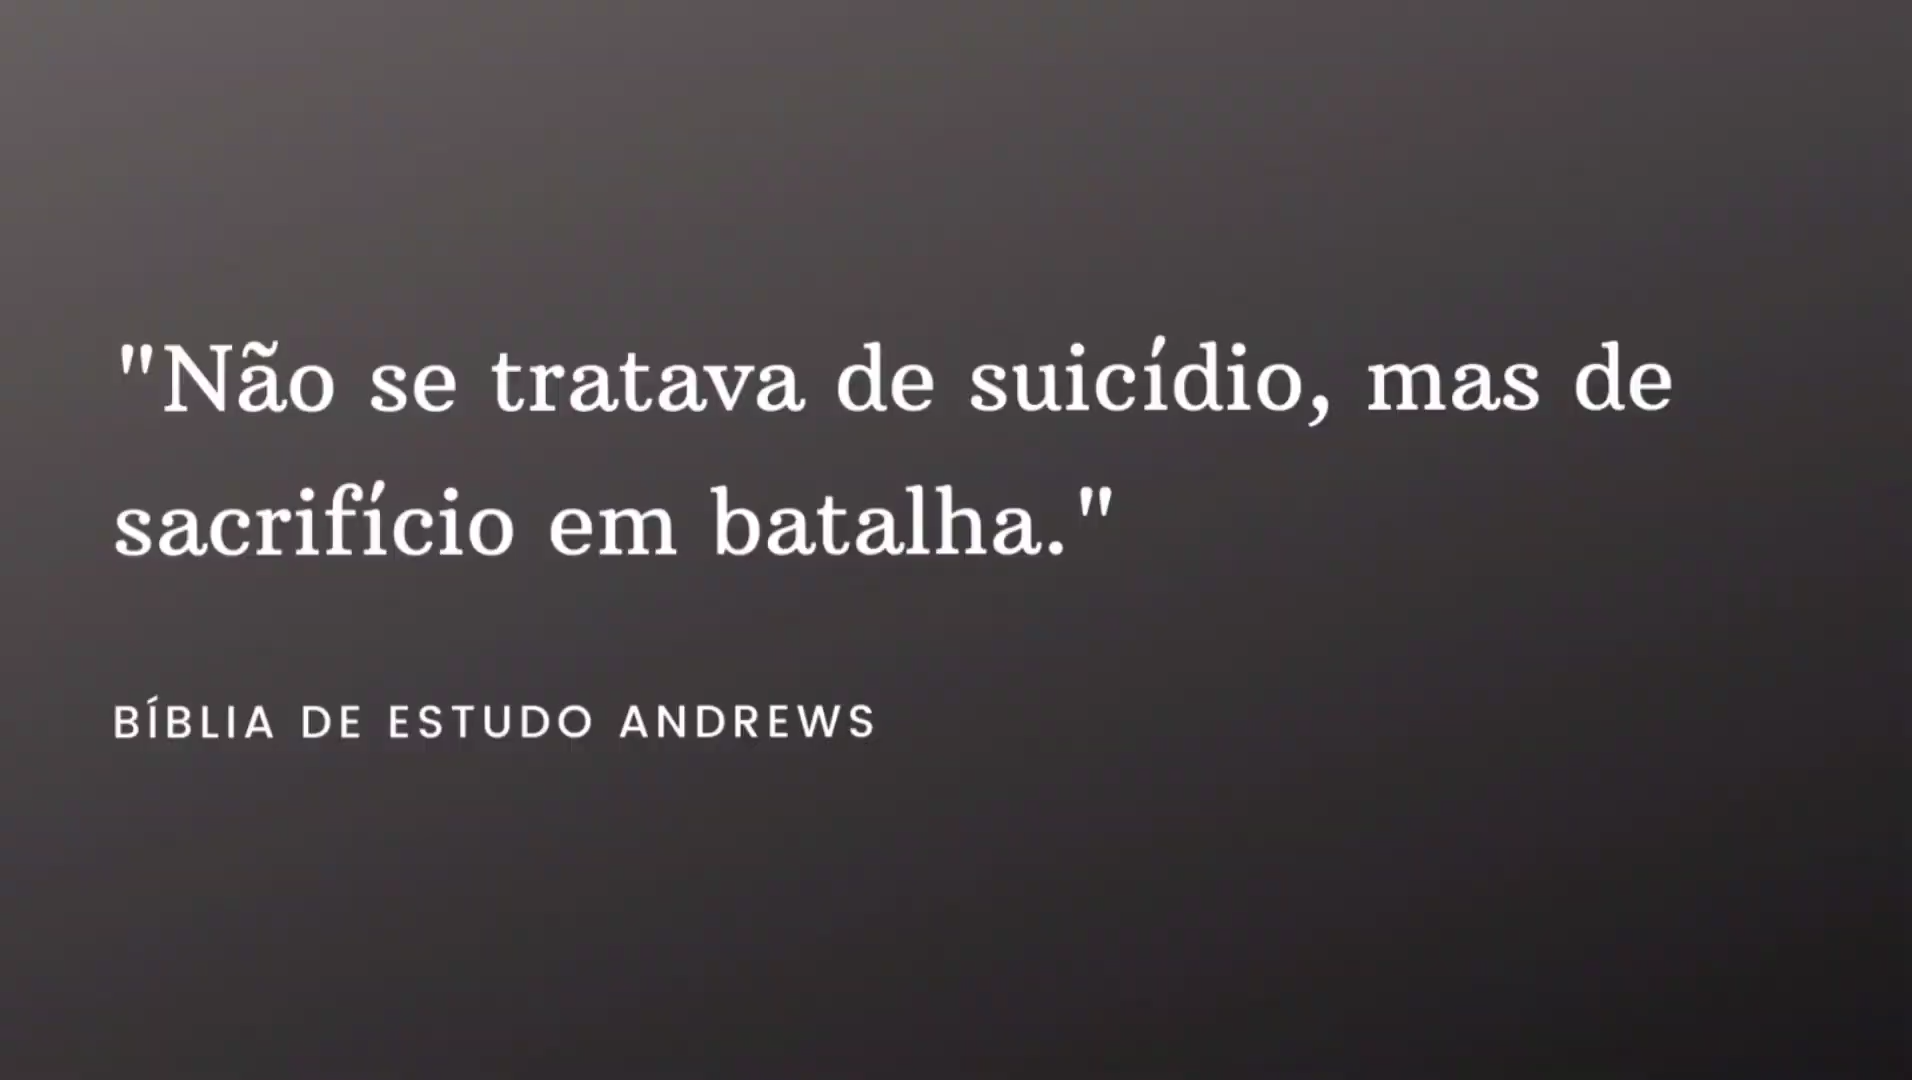 "Não se tratava de suicídio, mas de
sacrifício em batalha."
BÍBLIA DE ESTUDO ANDREWS